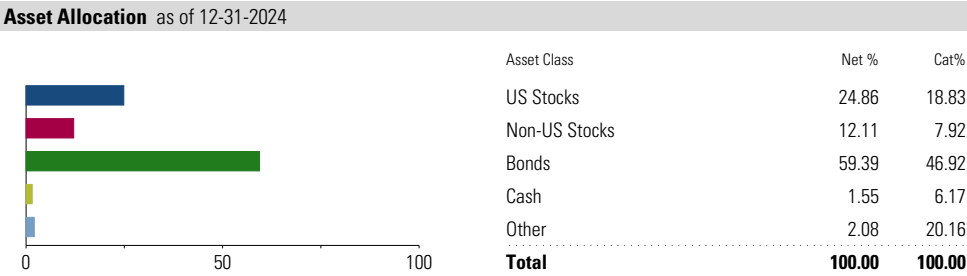 Asset Allocation as of 12-31-2024
Asset Class Net % Cat%
US Stocks 24.86 18.83
Non-US Stocks 12.11 7.92
Bonds 59.39 46.92
Cash 1.55 6.17
Other 2.08 20.16
Total 100.00 100.00
0 50 100